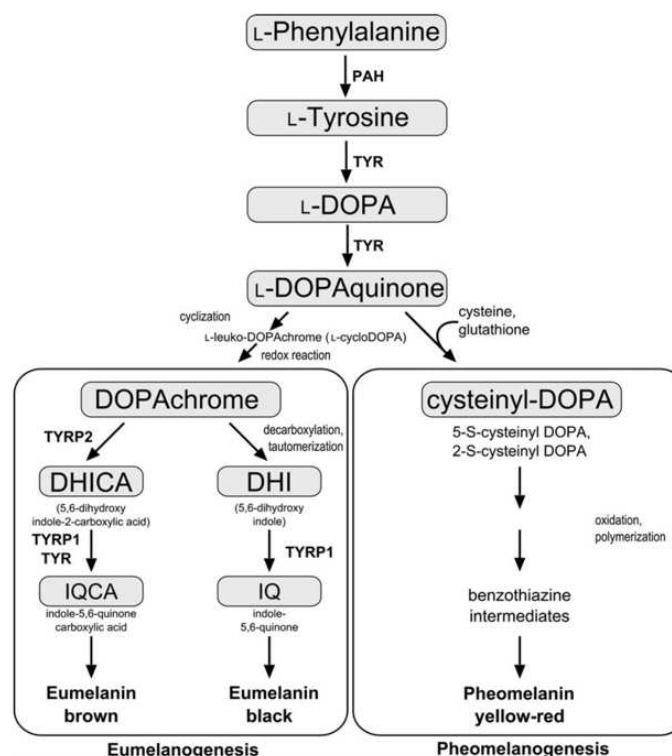 L-Phenylalanine
PAH
L-Tyrosine
TYR
L-DOPA
TYR
L-DOPAquinone
cyclization
cysteine,
glutathione
L-leuko-DOPAchrome (L-cycloDOPA)
redox reaction
DOPAchrome
TYRP2
decarboxylation,
tautomerization
DHICA
(5,6-dihydroxy
indole-2-carboxylic acid)
DHI
(5,6-dihydroxy
indole)
TYRP1
TYR
TYRP1
IQCA
indole-5,6-quinone
carboxylic acid
IQ
indole-
5,6-quinone
Eumelanin
brown
Eumelanin
black
Eumelanogenesis
cysteinyl-DOPA
5-S-cysteinyl DOPA,
2-S-cysteinyl DOPA
oxidation,
polymerization
benzothiazine
intermediates
Pheomelanin
yellow-red
Pheomelanogenesis